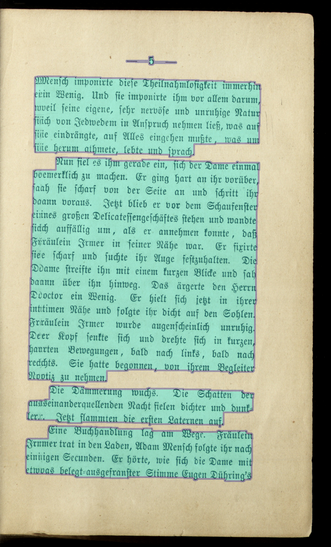 5
Mensch imponirte diese Theilnahmlosigkeit immerhin
ein Wenig. Und sie imponirte ihm vor allem darum,
weil seine eigene, sehr nervöse und unruhige Natur
sich von Jedwedem in Anspruch nehmen ließ, was auf
sie eindrängte, auf Alles eingehen mußte, was um
sie herum athmete, lebte und sprach.
Nun fiel es ihm gerade ein, sich der Dame einmal
bemerklich zu machen. Er ging hart an ihr vorüber,
sah sie scharf von der Seite an und schritt ihr
dann voraus. Jetzt blieb er vor dem Schaufenster
eines großen Delicatessengeschäftes stehen und wandte
sich auffällig um, als er annehmen konnte, daß
Fräulein Irmer in seiner Nähe war. Er fixirte
sie scharf und suchte ihr Auge festzuhalten. Die
Dame streifte ihn mit einem kurzen Blicke und sah
dann über ihn hinweg. Das ärgerte den Herrn
Doctor ein Wenig. Er hielt sich jetzt in ihrer
intimen Nähe und folgte ihr dicht auf den Sohlen.
Fräulein Irmer wurde augenscheinlich unruhig.
Der Kopf senkte sich und drehte sich in kurzen,
harten Bewegungen, bald nach links, bald nach
rechts. Sie hatte begonnen, von ihrem Begleiter
Notiz zu nehmen.
Die Dämmerung wuchs. Die Schatten der
auseinanderquellenden Nacht fielen dichter und dunk-
ler. Jetzt flammten die ersten Laternen auf.
Eine Buchhandlung lag am Wege. Fräulein
Irmer trat in den Laden, Adam Mensch folgte ihr nach
einigen Secunden. Er hörte, wie sich die Dame mit
etwas belegt-ausgefranster Stimme Eugen Dühring's